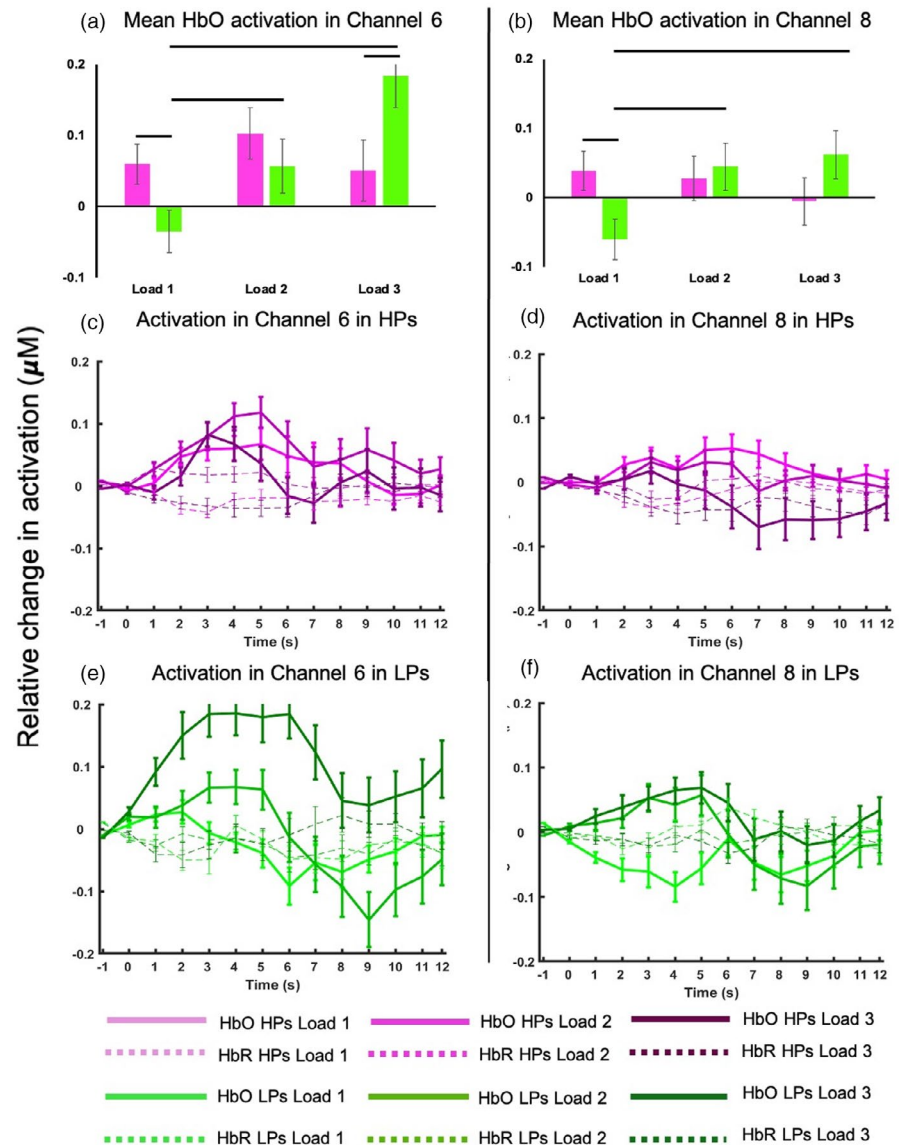 (a) Mean HbO activation in Channel 6
0.2
0.1
0
-0.1
Load 1 Load 2 Load 3
(b) Mean HbO activation in Channel 8
0.2
0.1
0
-0.1
Load 1 Load 2 Load 3
Relative change in activation (μM)
(c) Activation in Channel 6 in HPs
0.2
0.1
0
-0.1
-0.2
-1 0 1 2 3 4 5 6 7 8 9 10 11 12
Time (s)
(d) Activation in Channel 8 in HPs
0.2
0.1
0
-0.1
-0.2
-1 0 1 2 3 4 5 6 7 8 9 10 11 12
Time (s)
(e) Activation in Channel 6 in LPs
0.2
0.1
0
-0.1
-0.2
-1 0 1 2 3 4 5 6 7 8 9 10 11 12
Time (s)
(f) Activation in Channel 8 in LPs
0.2
0.1
0
-0.1
-0.2
-1 0 1 2 3 4 5 6 7 8 9 10 11 12
Time (s)
HbO HPs Load 1 HbO HPs Load 2 HbO HPs Load 3
HbR HPs Load 1 HbR HPs Load 2 HbR HPs Load 3
HbO LPs Load 1 HbO LPs Load 2 HbO LPs Load 3
HbR LPs Load 1 HbR LPs Load 2 HbR LPs Load 3